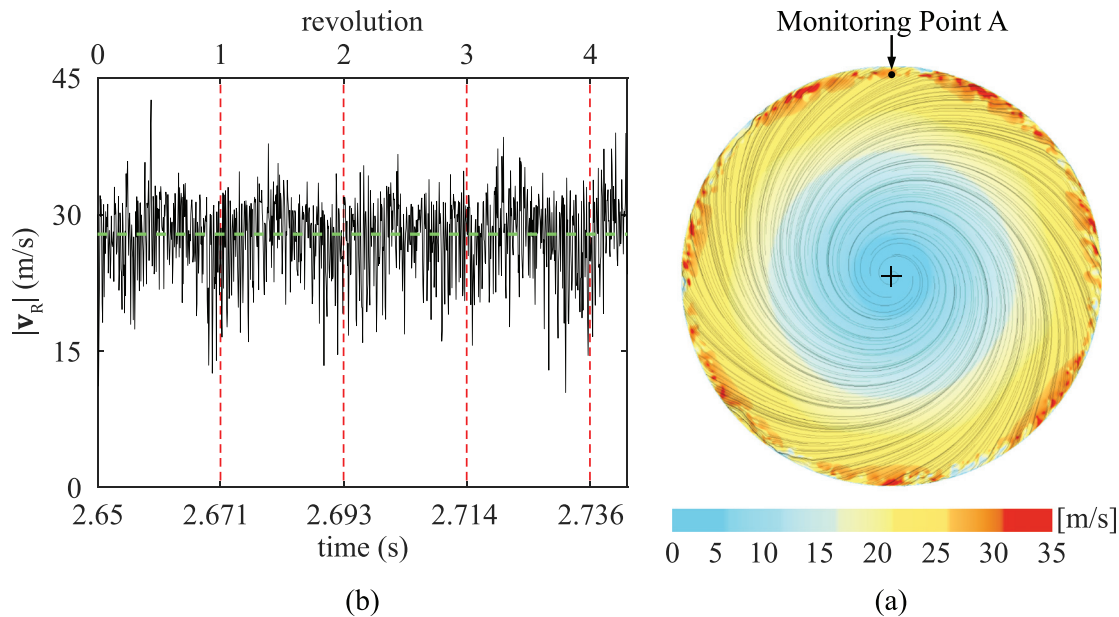 revolution
0 1 2 3 4
45
30
15
0
|v_R| (m/s)
2.65 2.671 2.693 2.714 2.736
time (s)
(b)
Monitoring Point A
[m/s]
0 5 10 15 20 25 30 35
(a)